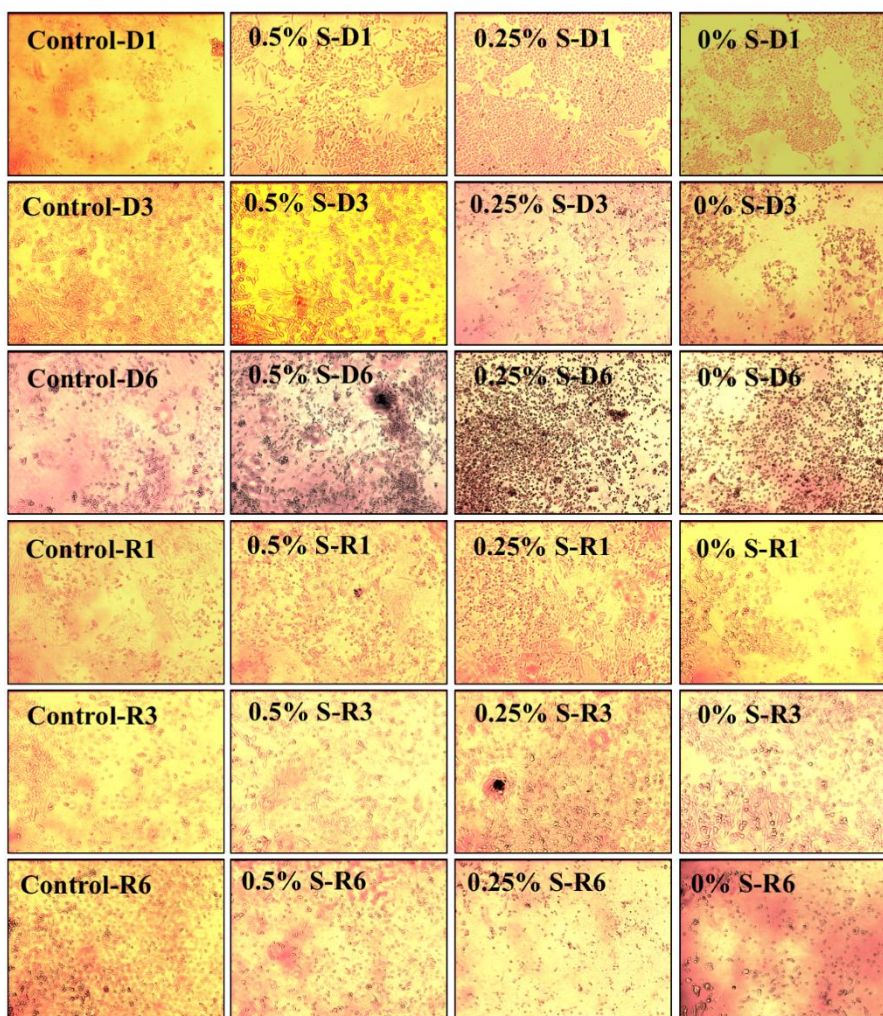 Control-D1
0.5% S-D1
0.25% S-D1
0% S-D1
Control-D3
0.5% S-D3
0.25% S-D3
0% S-D3
Control-D6
0.5% S-D6
0.25% S-D6
0% S-D6
Control-R1
0.5% S-R1
0.25% S-R1
0% S-R1
Control-R3
0.5% S-R3
0.25% S-R3
0% S-R3
Control-R6
0.5% S-R6
0.25% S-R6
0% S-R6